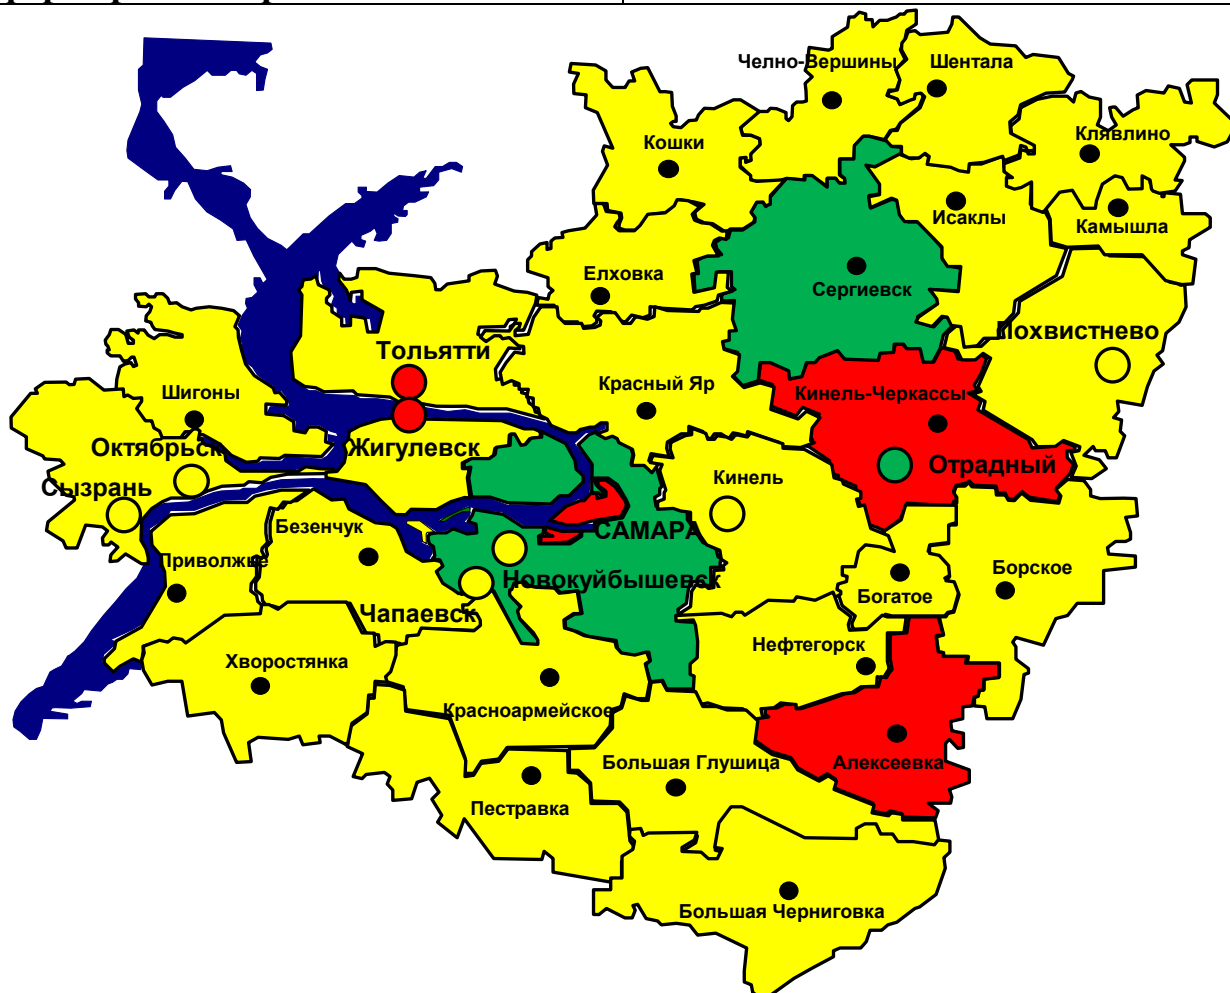 Челно-Вершины
Шентала
Кошки
Клявлино
Исаклы
Камышла
Елховка
Сергиевск
Похвистнево
Тольятти
Шигоны
Красный Яр
Кинель-Черкассы
Октябрьск
Жигулевск
Отрадный
Сызрань
Кинель
Безенчук
САМАРА
Приволжье
Новокуйбышевск
Борское
Богатое
Чапаевск
Нефтегорск
Хворостянка
Красноармейское
Большая Глушица
Алексеевка
Пестравка
Большая Черниговка